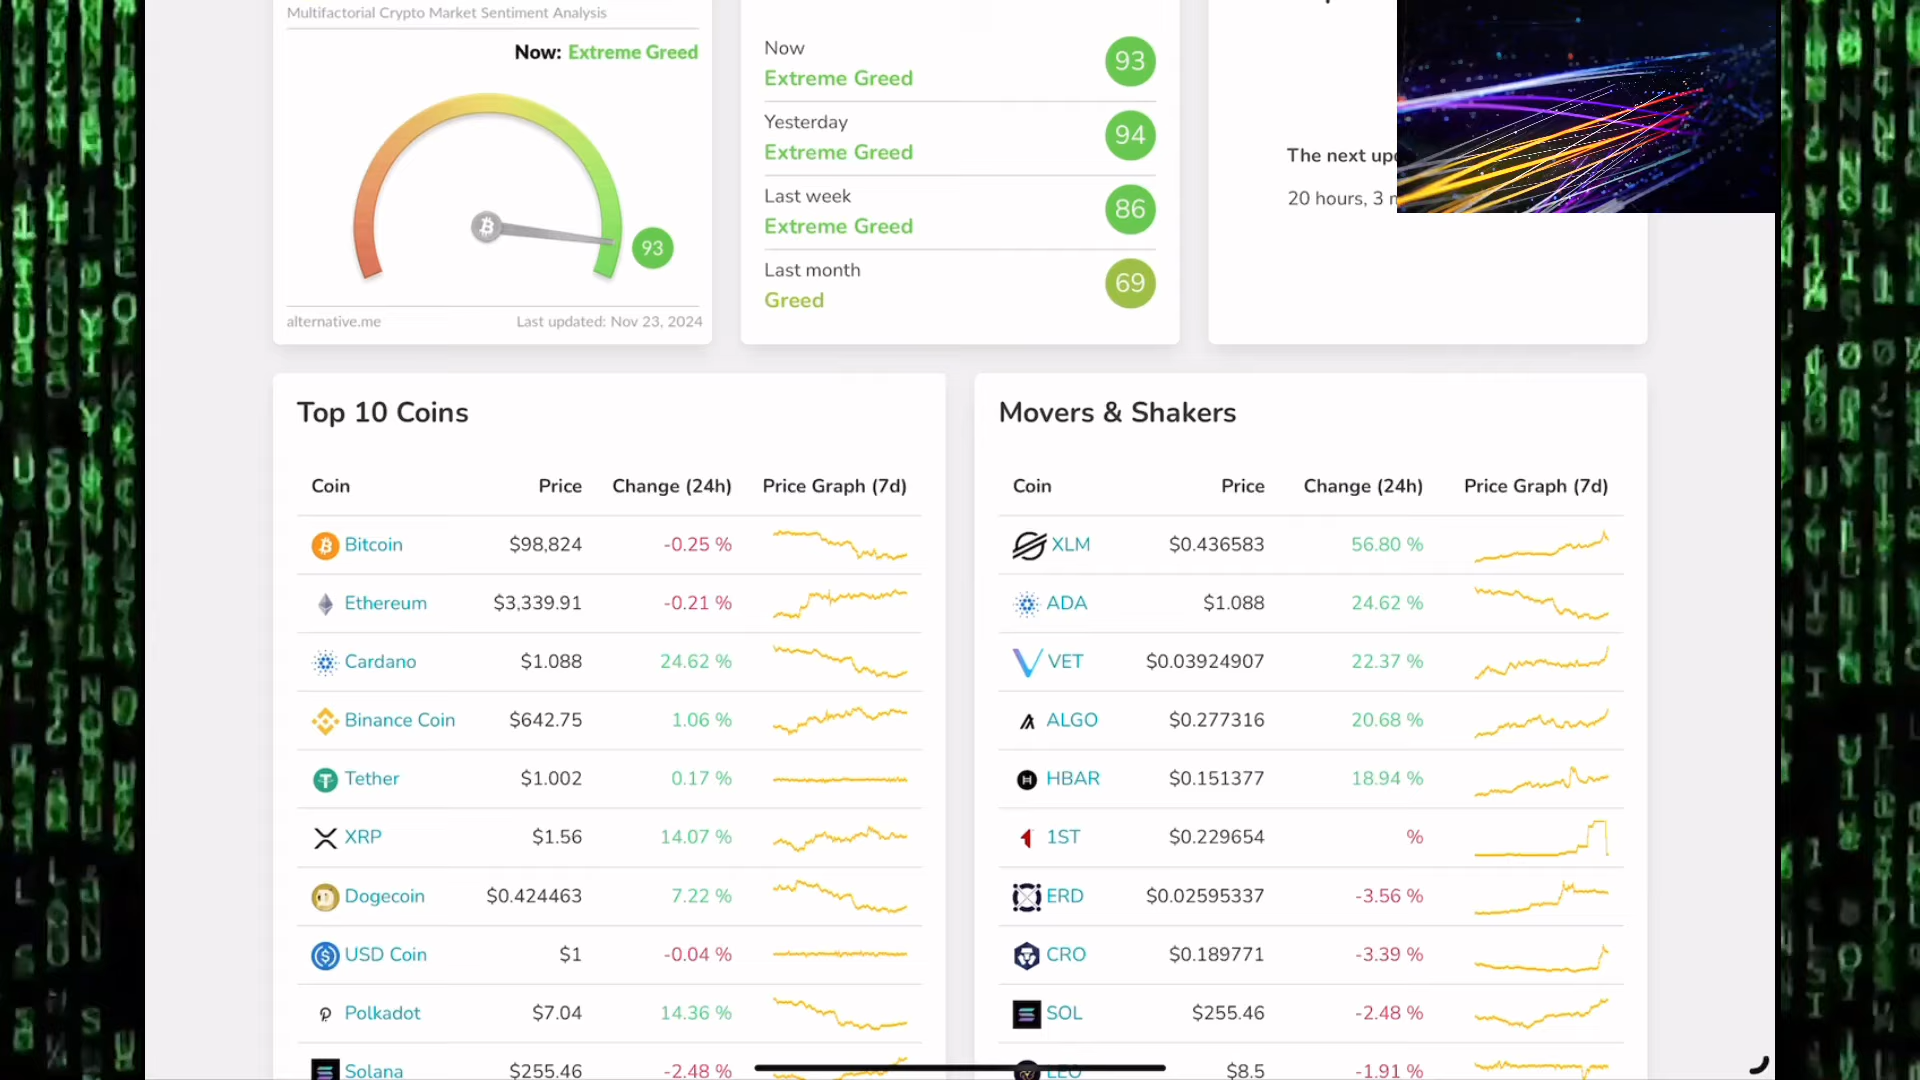 Multifactorial Crypto Market Sentiment Analysis
Now: Extreme Greed
93
alternative.me
Last updated: Nov 23, 2024
Now
Extreme Greed
93
Yesterday
Extreme Greed
94
Last week
Extreme Greed
86
Last month
Greed
69
The next
20 hours, 3
Top 10 Coins
Coin Price Change (24h) Price Graph (7d)
Bitcoin $98,824 -0.25 %
Ethereum $3,339.91 -0.21 %
Cardano $1.088 24.62 %
Binance Coin $642.75 1.06 %
Tether $1.002 0.17 %
XRP $1.56 14.07 %
Dogecoin $0.424463 7.22 %
USD Coin $1 -0.04 %
Polkadot $7.04 14.36 %
Solana $255.46 -2.48 %
Movers & Shakers
Coin Price Change (24h) Price Graph (7d)
XLM $0.436583 56.80 %
ADA $1.088 24.62 %
VET $0.03924907 22.37 %
ALGO $0.277316 20.68 %
HBAR $0.151377 18.94 %
1ST $0.229654 %
ERD $0.02595337 -3.56 %
CRO $0.189771 -3.39 %
SOL $255.46 -2.48 %
LEO $8.5 -1.91 %